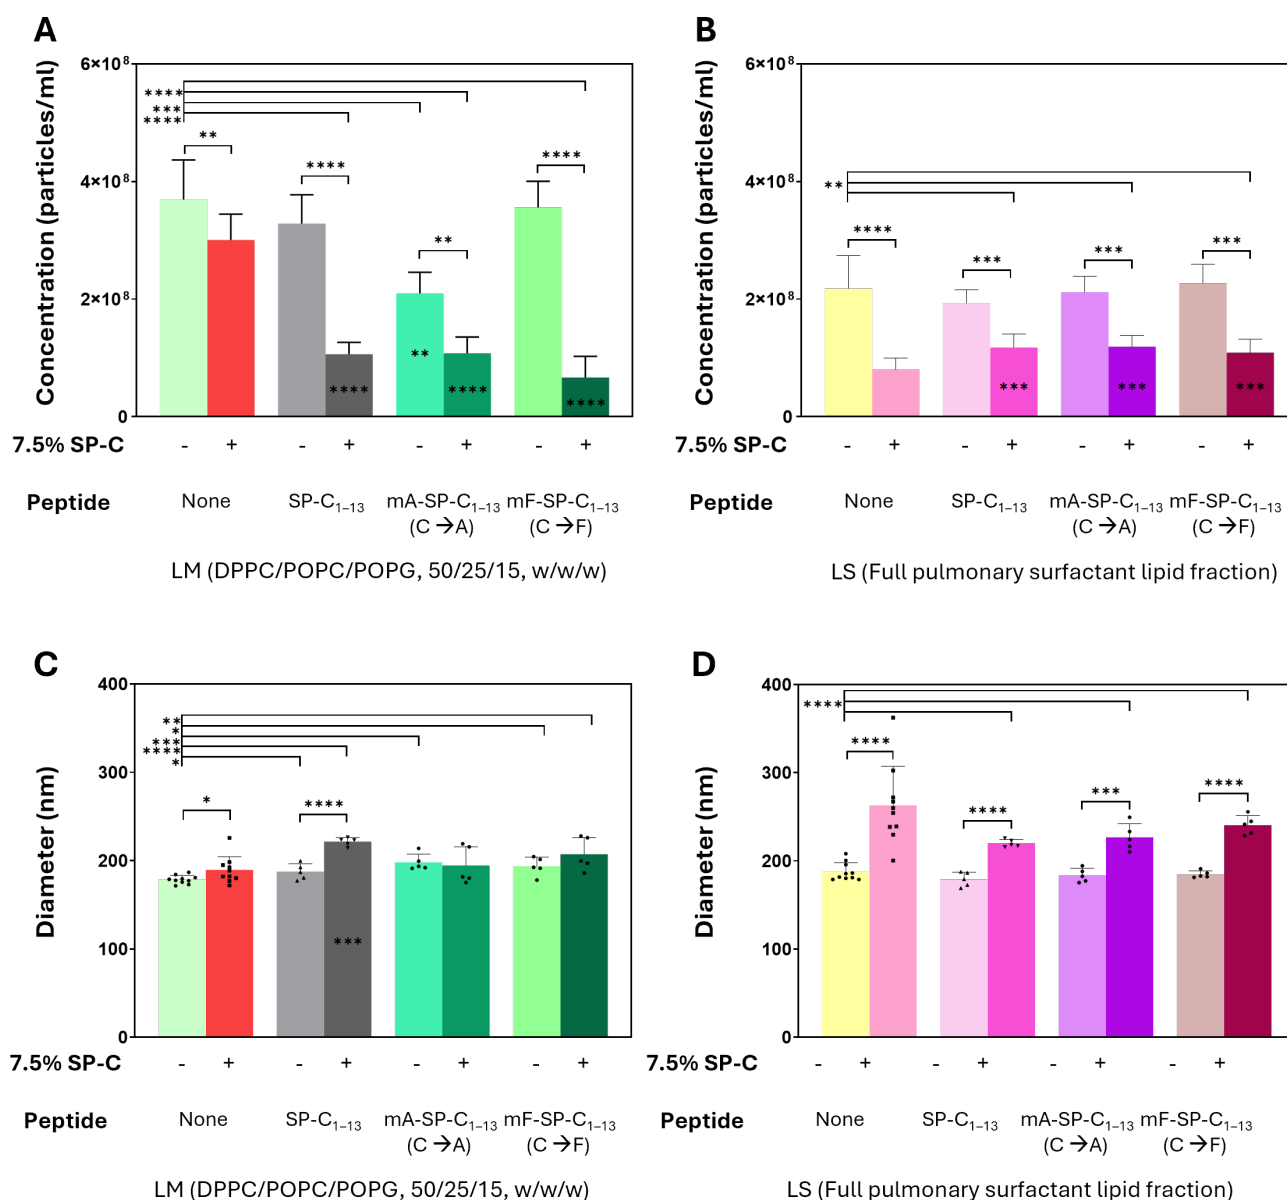 A
Concentration (particles/ml)
6×10⁸
4×10⁸
2×10⁸
0
****
***
****
**
****
**
****
**
****
****
****
7.5% SP-C - + - + - + - +
Peptide None SP-C₁₋₁₃ mA-SP-C₁₋₁₃ mF-SP-C₁₋₁₃
(C →A) (C →F)
LM (DPPC/POPC/POPG, 50/25/15, w/w/w)
B
Concentration (particles/ml)
6×10⁸
4×10⁸
2×10⁸
0
**
****
***
***
***
***
***
***
7.5% SP-C - + - + - + - +
Peptide None SP-C₁₋₁₃ mA-SP-C₁₋₁₃ mF-SP-C₁₋₁₃
(C →A) (C →F)
LS (Full pulmonary surfactant lipid fraction)
C
Diameter (nm)
400
300
200
100
0
**
*
***
****
*
*
****
***
7.5% SP-C - + - + - + - +
Peptide None SP-C₁₋₁₃ mA-SP-C₁₋₁₃ mF-SP-C₁₋₁₃
(C →A) (C →F)
LM (DPPC/POPC/POPG, 50/25/15, w/w/w)
D
Diameter (nm)
400
300
200
100
0
****
****
****
***
****
7.5% SP-C - + - + - + - +
Peptide None SP-C₁₋₁₃ mA-SP-C₁₋₁₃ mF-SP-C₁₋₁₃
(C →A) (C →F)
LS (Full pulmonary surfactant lipid fraction)